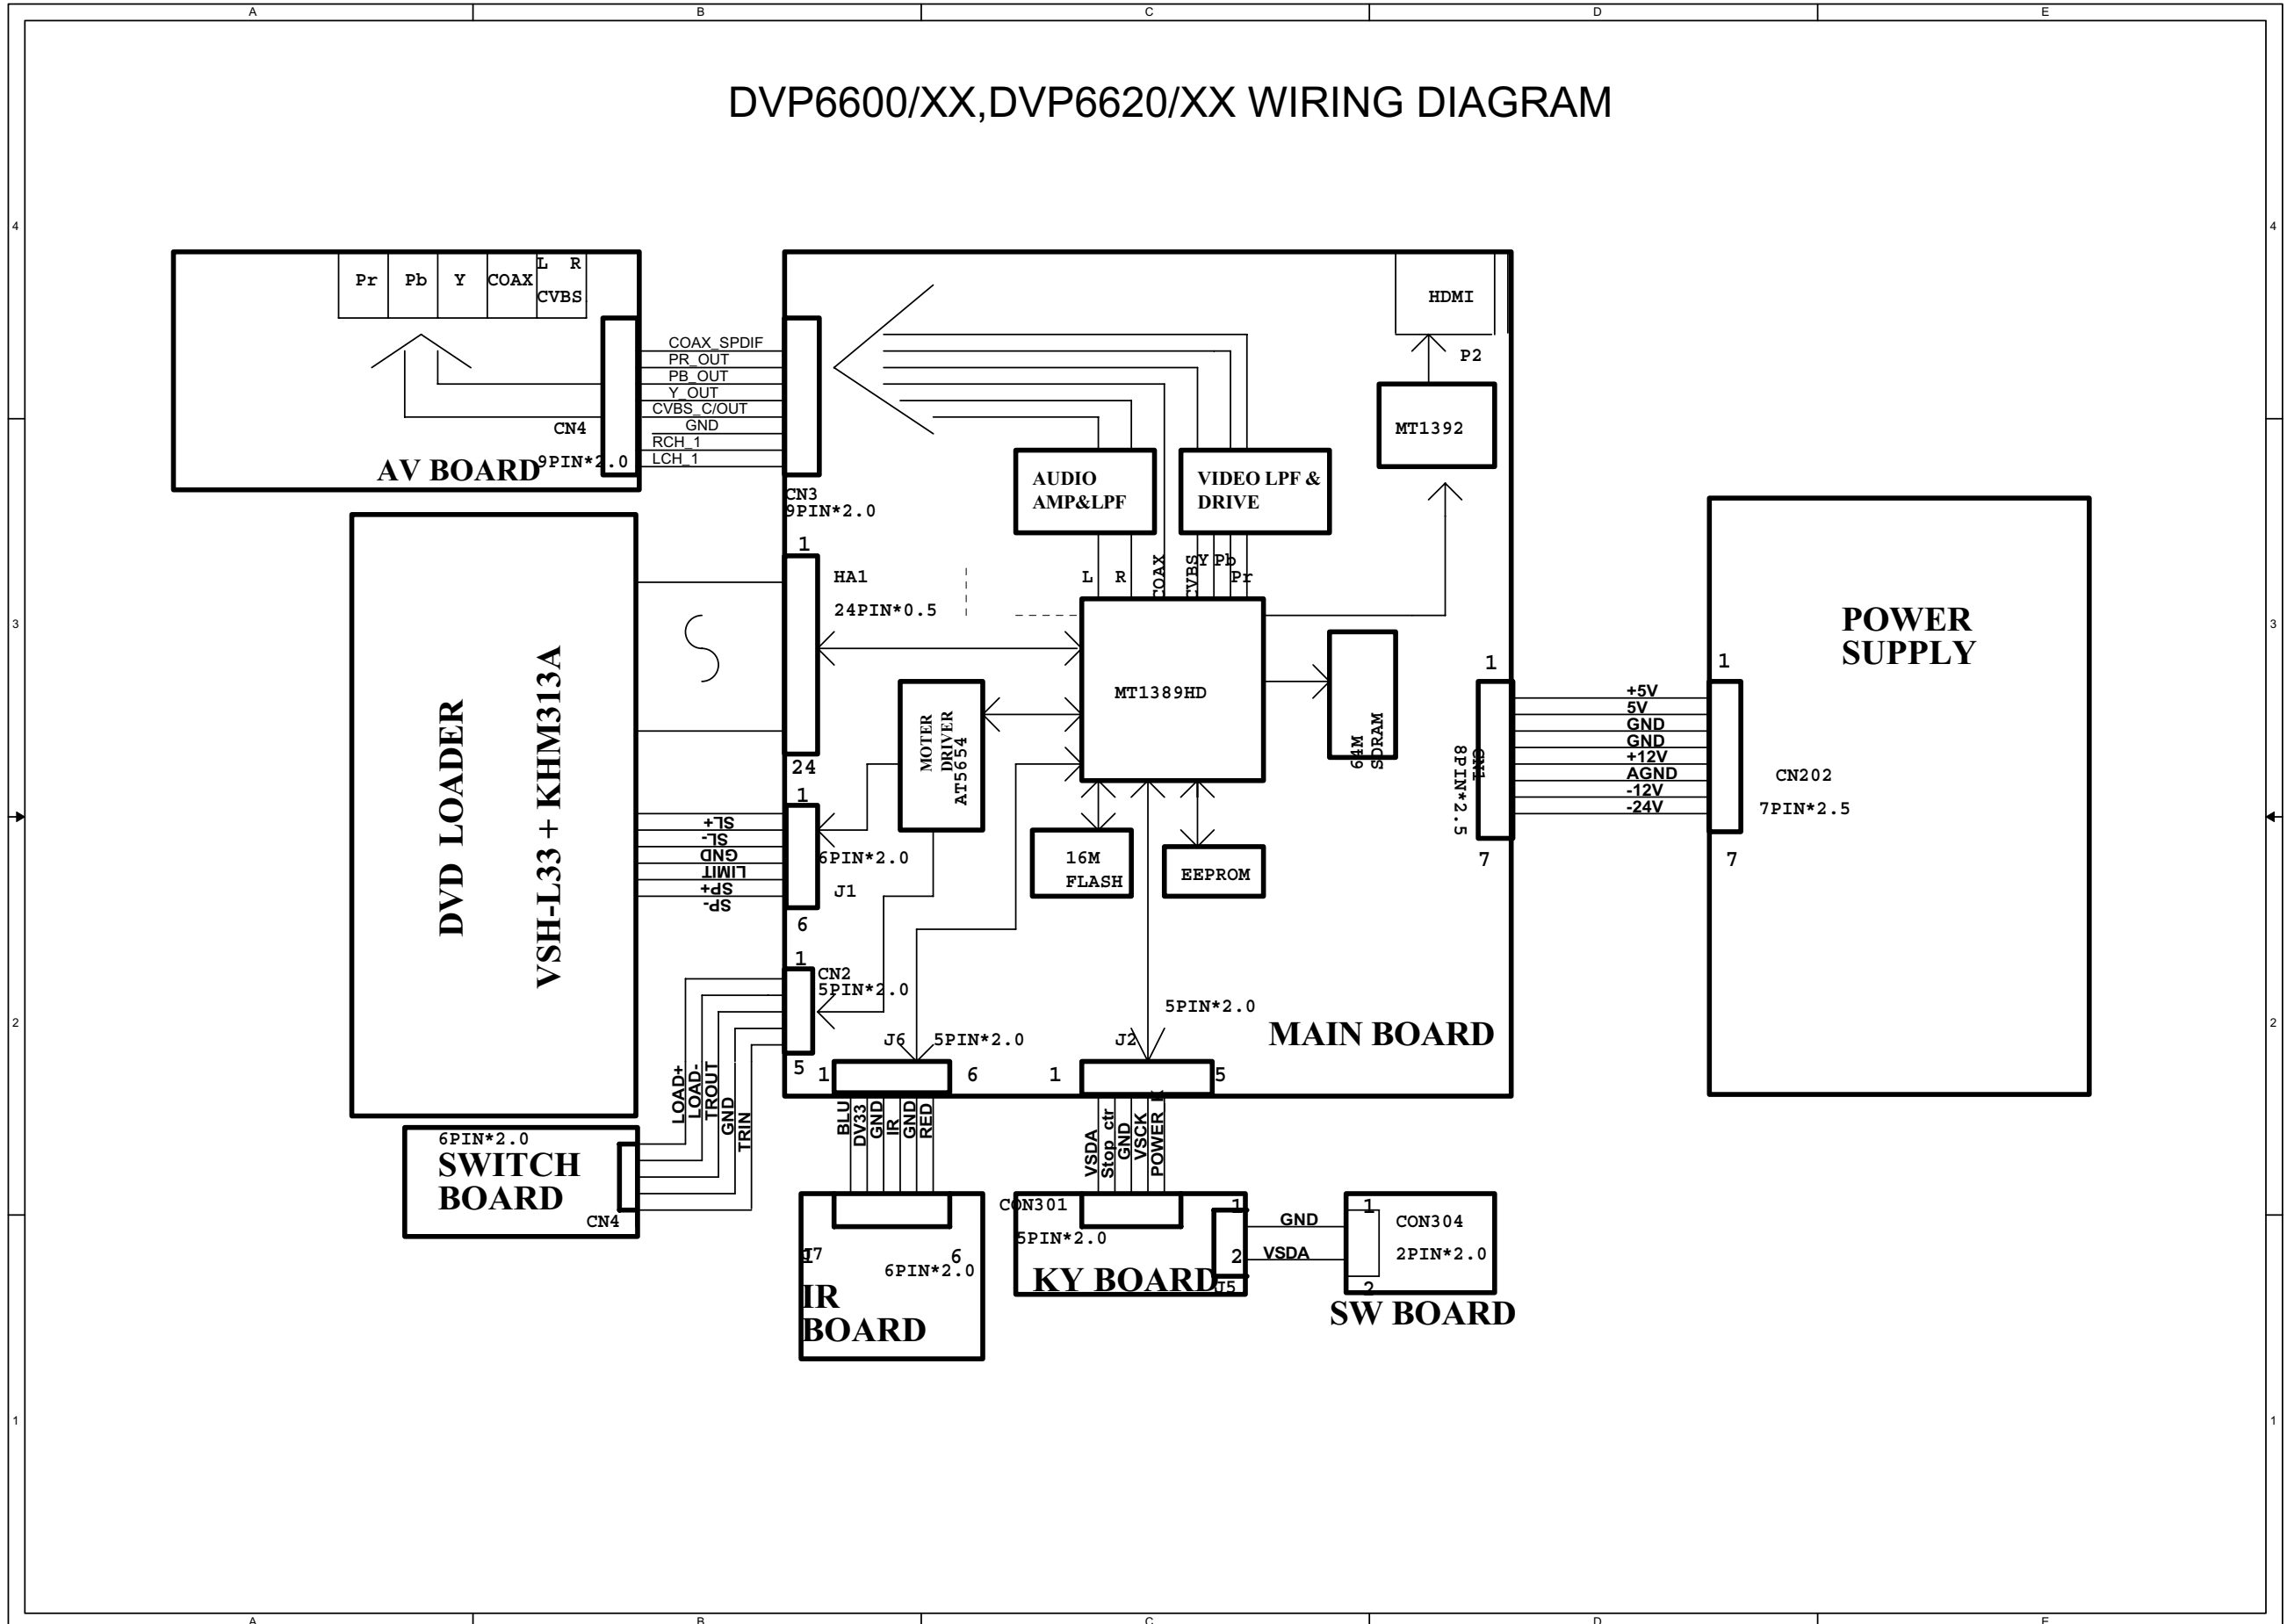 A B C D E
DVP6600/XX,DVP6620/XX WIRING DIAGRAM
4 4
Pr Pb Y COAX L R
CVBS
COAX_SPDIF
PR_OUT
PB_OUT
Y_OUT
CVBS_C/OUT
GND
RCH_1
LCH_1
CN4
9PIN*2.0
AV BOARD
CN3
9PIN*2.0
HDMI
P2
MT1392
AUDIO
AMP&LPF
VIDEO LPF &
DRIVE
L R COAX CVBS Y Pb Pr
1
HA1
24PIN*0.5
24
3 3
MT1389HD
64M
SDRAM
MOTER
DRIVER
AT5654
16M
FLASH
EEPROM
DVD LOADER
VSH-L33 + KHM313A
1
SL+
SL-
GND
LIMIT
SP+
SP-
6PIN*2.0
J1
6
1
CN1
8PIN*2.5
7
+5V
5V
GND
GND
+12V
AGND
-12V
-24V
1
CN202
7PIN*2.5
7
POWER
SUPPLY
2 2
1
CN2
5PIN*2.0
5
LOAD+
LOAD-
TROUT
GND
TRIN
J6 5PIN*2.0
1 6
J2
5PIN*2.0
1 5
MAIN BOARD
BLU
DV33
GND
IR
GND
RED
VSDA
Stop_ctr
GND
VSCK
POWER_K
6PIN*2.0
SWITCH
BOARD
CN4
J7
1
6
6PIN*2.0
IR
BOARD
CON301
5PIN*2.0
KY BOARD
1
2
J5
GND
VSDA
1
CON304
2PIN*2.0
2
SW BOARD
1 1
A B C D E